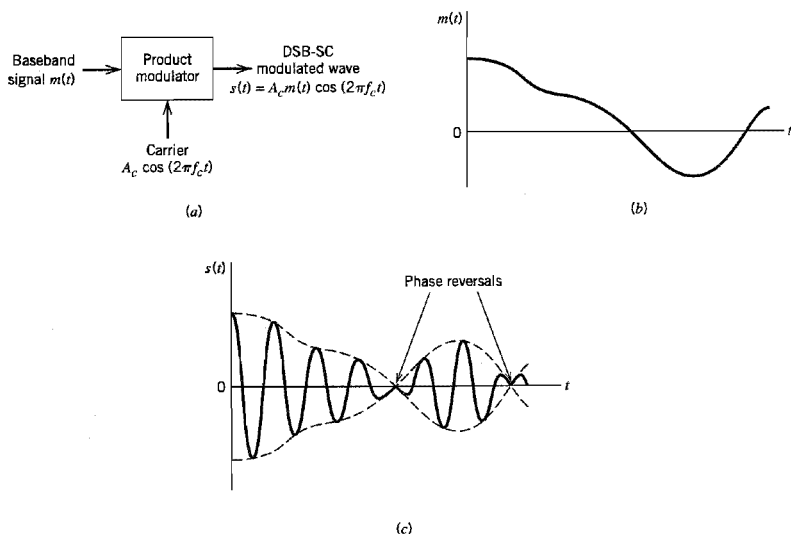 Baseband
signal m(t)
Product
modulator
DSB-SC
modulated wave
s(t) = A_c m(t) cos (2πf_c t)
Carrier
A_c cos (2πf_c t)
(a)
m(t)
0
t
(b)
s(t)
Phase reversals
0
t
(c)